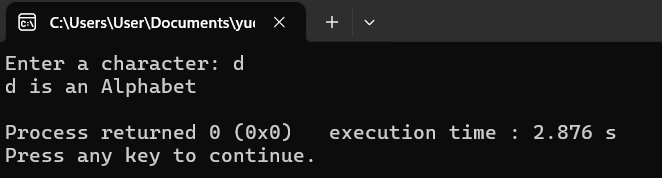 C:\Users\User\Documents\yu
Enter a character: d
d is an Alphabet
Process returned 0 (0x0)   execution time : 2.876 s
Press any key to continue.